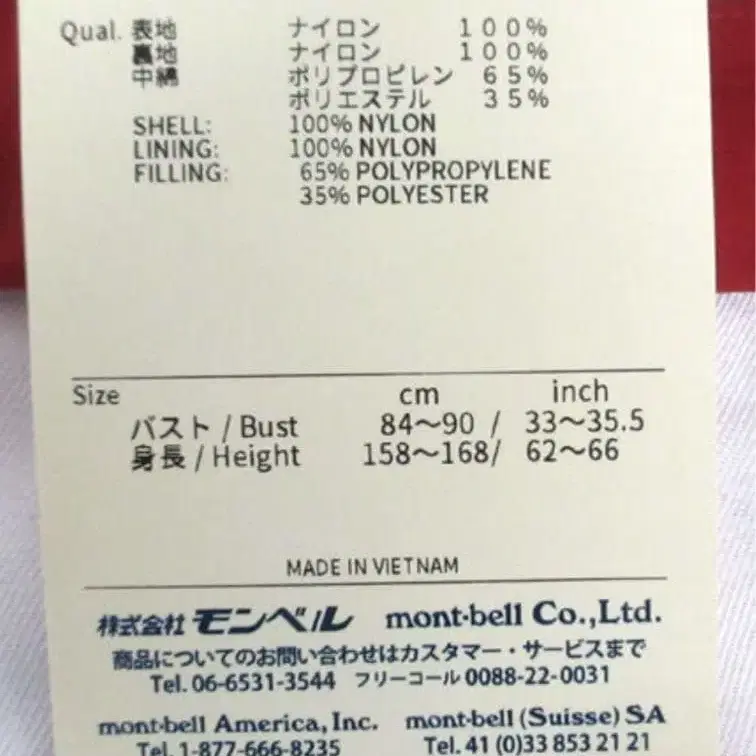 Qual. 表地 ナイロン 100%
裏地 ナイロン 100%
中綿 ポリプロピレン 65%
ポリエステル 35%
SHELL: 100% NYLON
LINING: 100% NYLON
FILLING: 65% POLYPROPYLENE
35% POLYESTER
Size cm inch
バスト / Bust 84～90 / 33～35.5
身長 / Height 158～168/ 62～66
MADE IN VIETNAM
株式会社 モンベル mont-bell Co.,Ltd.
商品についてのお問い合わせはカスタマー・サービスまで
Tel. 06-6531-3544 フリーコール 0088-22-0031
mont-bell America, Inc. mont-bell (Suisse) SA
Tel. 1-877-666-8235 Tel. 41 (0)33 853 21 21